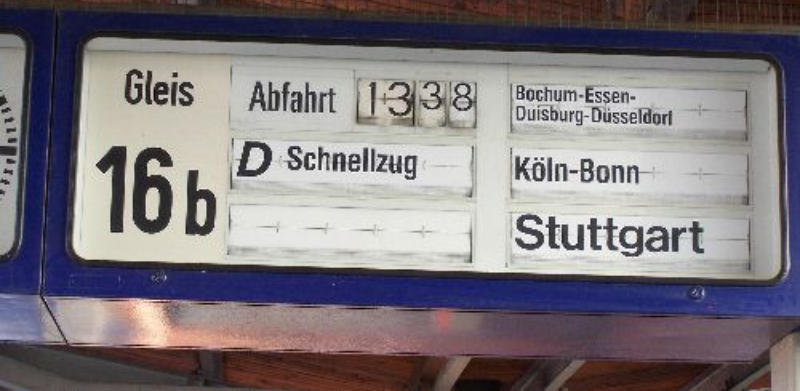 Gleis
16 b
Abfahrt 1338
D Schnellzug
Bochum-Essen-
Duisburg-Düsseldorf
Köln-Bonn
Stuttgart